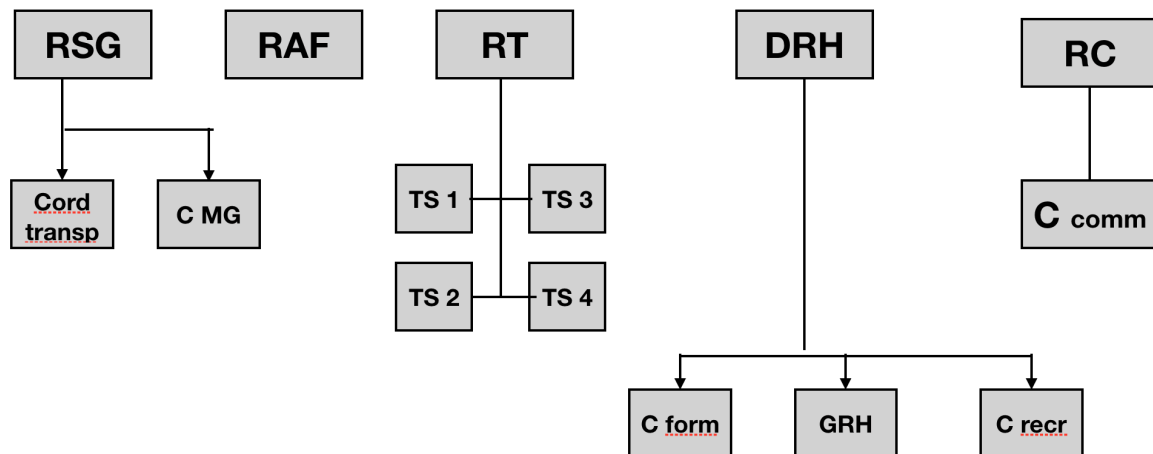 RSG
RAF
RT
DRH
RC
TS 1
TS 3
Cord
transp
C MG
C comm
TS 2
TS 4
C form
GRH
C recr